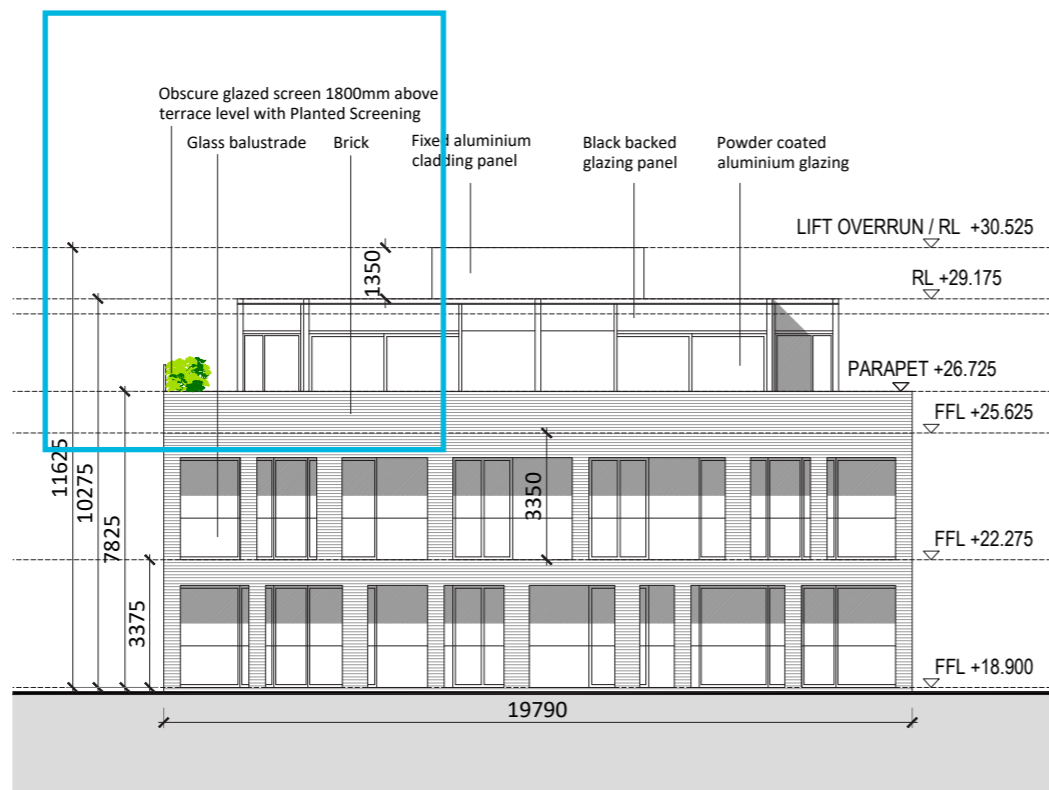 Obscure glazed screen 1800mm above
terrace level with Planted Screening
Glass balustrade
Brick
Fixed aluminium
cladding panel
Black backed
glazing panel
Powder coated
aluminium glazing
LIFT OVERRUN / RL +30.525
1350
RL +29.175
PARAPET +26.725
FFL +25.625
11625
10275
7825
3350
FFL +22.275
3375
FFL +18.900
19790